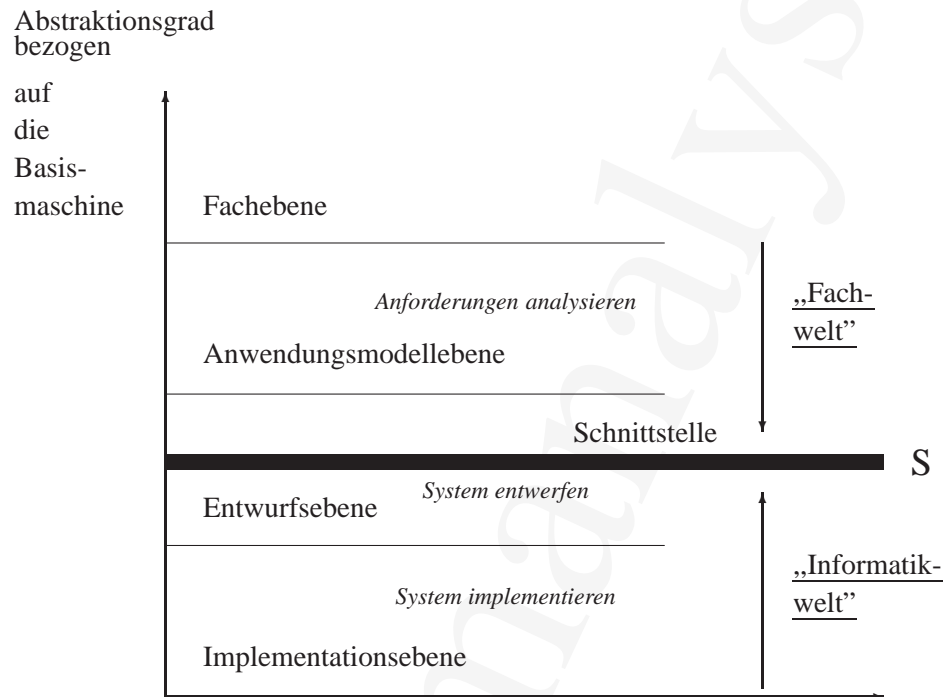 Abstraktionsgrad
bezogen
auf
die
Basis-
maschine
Fachebene
Anforderungen analysieren
„Fach-
welt”
Anwendungsmodellebene
Schnittstelle
S
System entwerfen
Entwurfsebene
„Informatik-
welt”
System implementieren
Implementationsebene